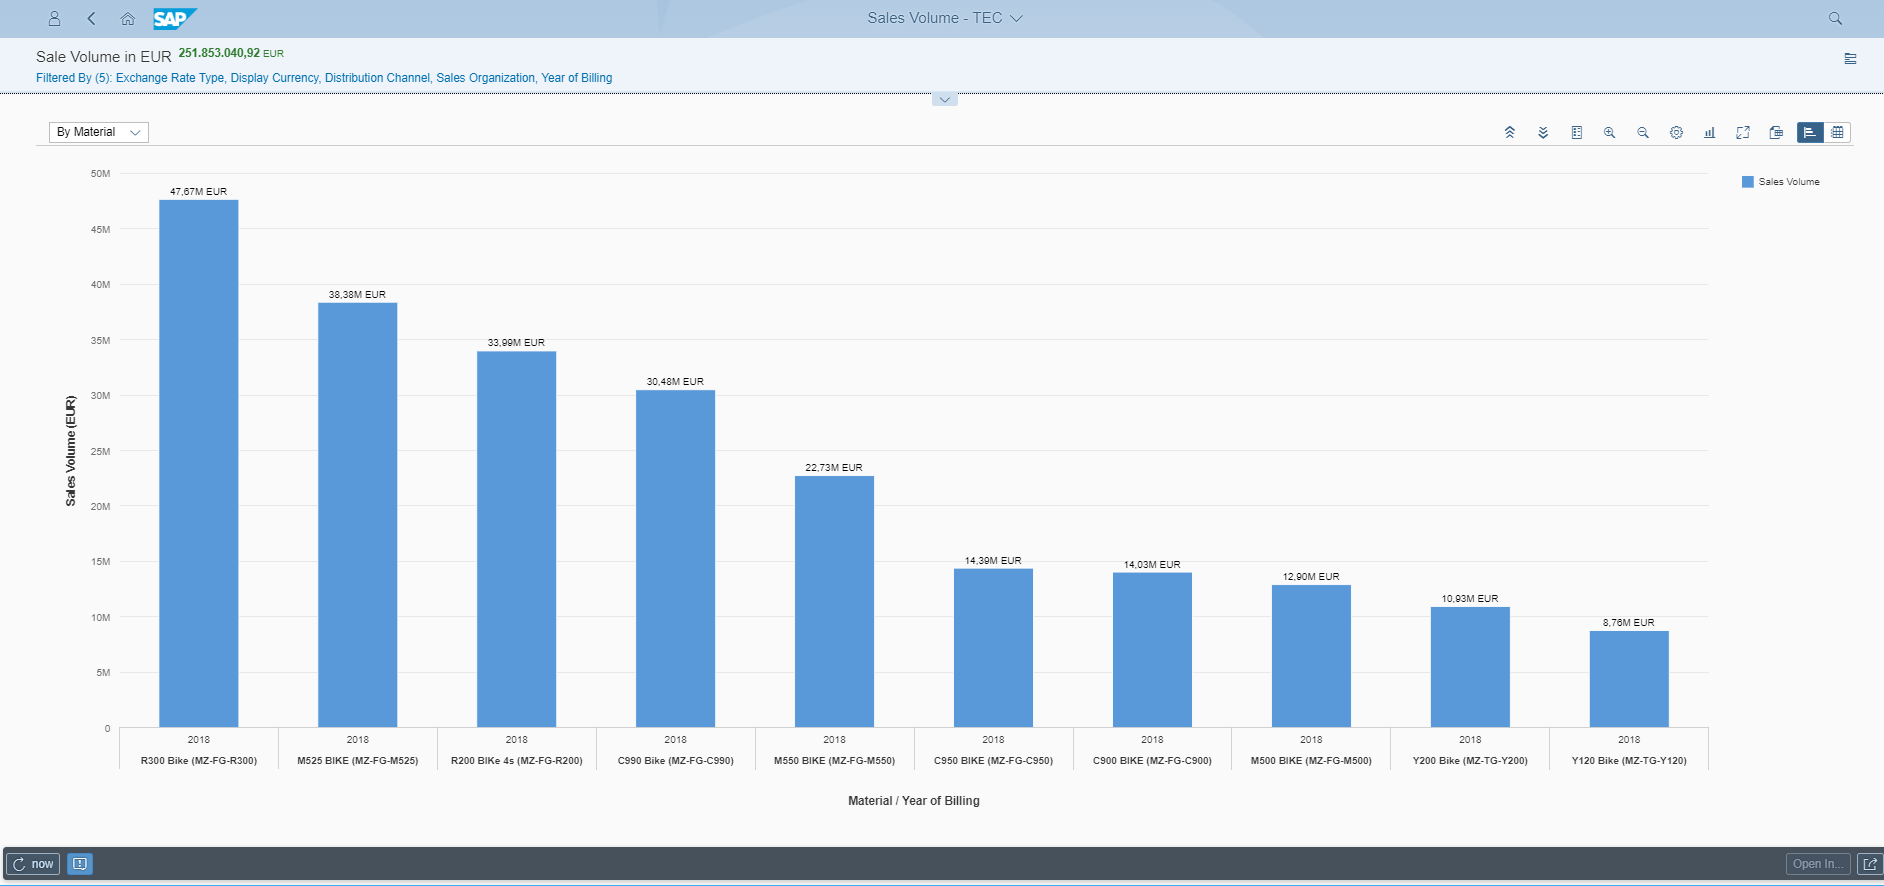 SAP
Sales Volume - TEC
Sale Volume in EUR 251.853.040,92 EUR
Filtered By (5): Exchange Rate Type, Display Currency, Distribution Channel, Sales Organization, Year of Billing
By Material
Sales Volume
Sales Volume (EUR)
50M
45M
40M
35M
30M
25M
20M
15M
10M
5M
0
47,67M EUR
38,38M EUR
33,99M EUR
30,48M EUR
22,73M EUR
14,39M EUR
14,03M EUR
12,90M EUR
10,93M EUR
8,76M EUR
2018 2018 2018 2018 2018 2018 2018 2018 2018 2018
R300 Bike (MZ-FG-R300) M525 BIKE (MZ-FG-M525) R200 BIKe 4s (MZ-FG-R200) C990 Bike (MZ-FG-C990) M550 BIKE (MZ-FG-M550) C950 BIKE (MZ-FG-C950) C900 BIKE (MZ-FG-C900) M500 BIKE (MZ-FG-M500) Y200 Bike (MZ-TG-Y200) Y120 Bike (MZ-TG-Y120)
Material / Year of Billing
now
Open In...